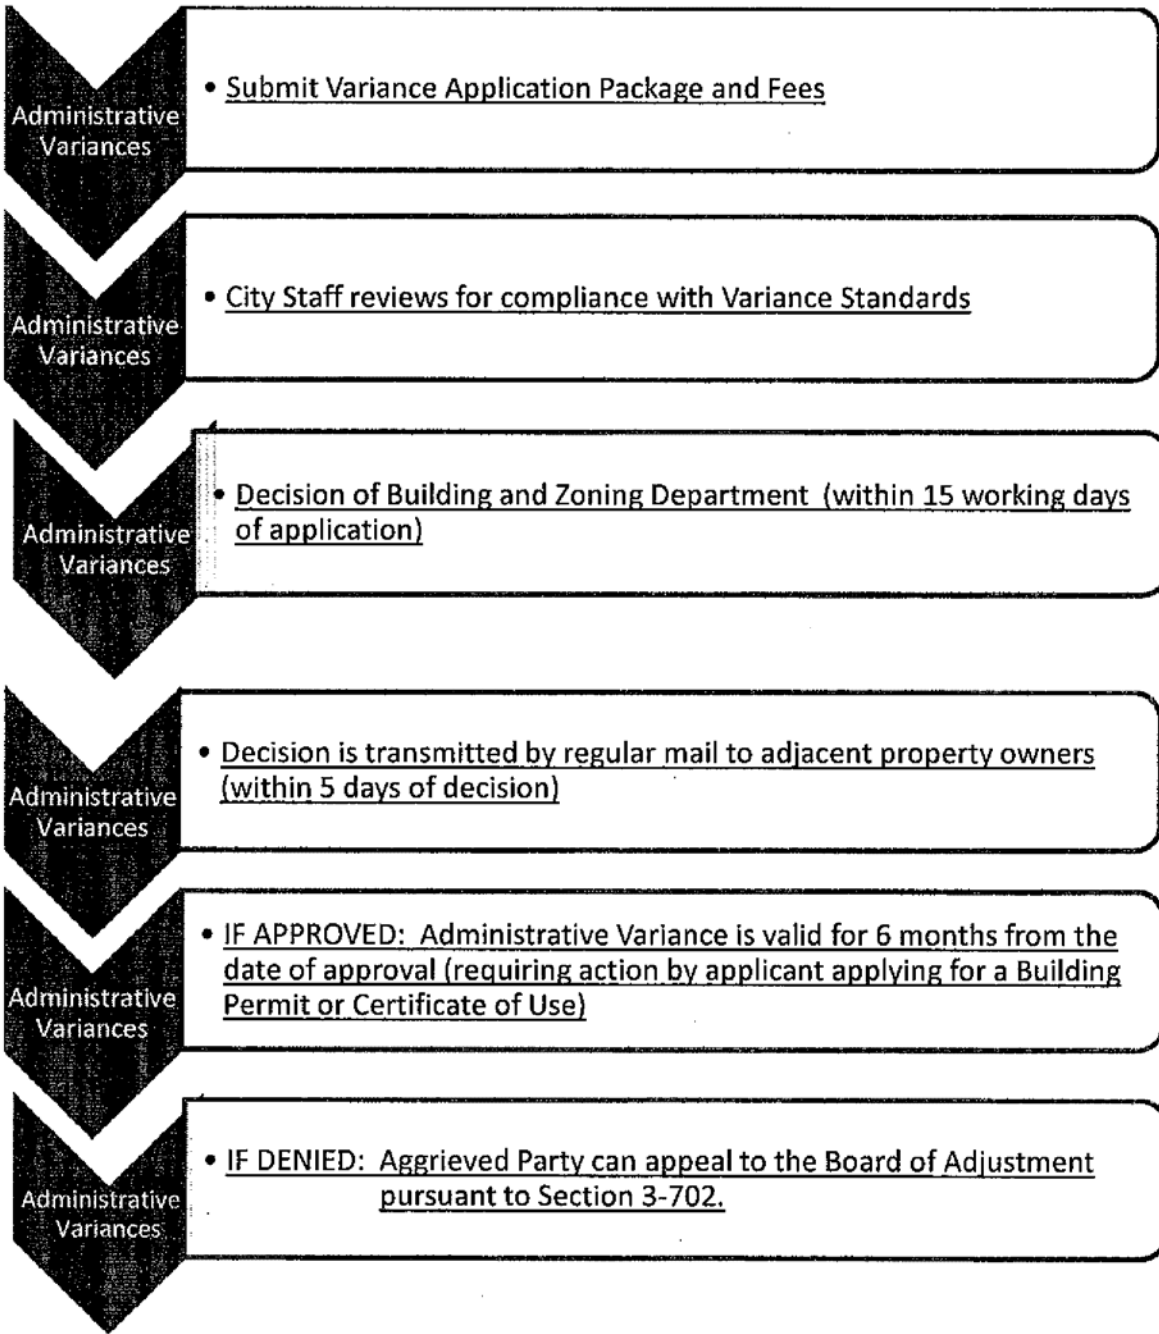 Administrative
Variances
• Submit Variance Application Package and Fees
Administrative
Variances
• City Staff reviews for compliance with Variance Standards
Administrative
Variances
• Decision of Building and Zoning Department (within 15 working days
of application)
Administrative
Variances
• Decision is transmitted by regular mail to adjacent property owners
(within 5 days of decision)
Administrative
Variances
• IF APPROVED: Administrative Variance is valid for 6 months from the
date of approval (requiring action by applicant applying for a Building
Permit or Certificate of Use)
Administrative
Variances
• IF DENIED: Aggrieved Party can appeal to the Board of Adjustment
pursuant to Section 3-702.